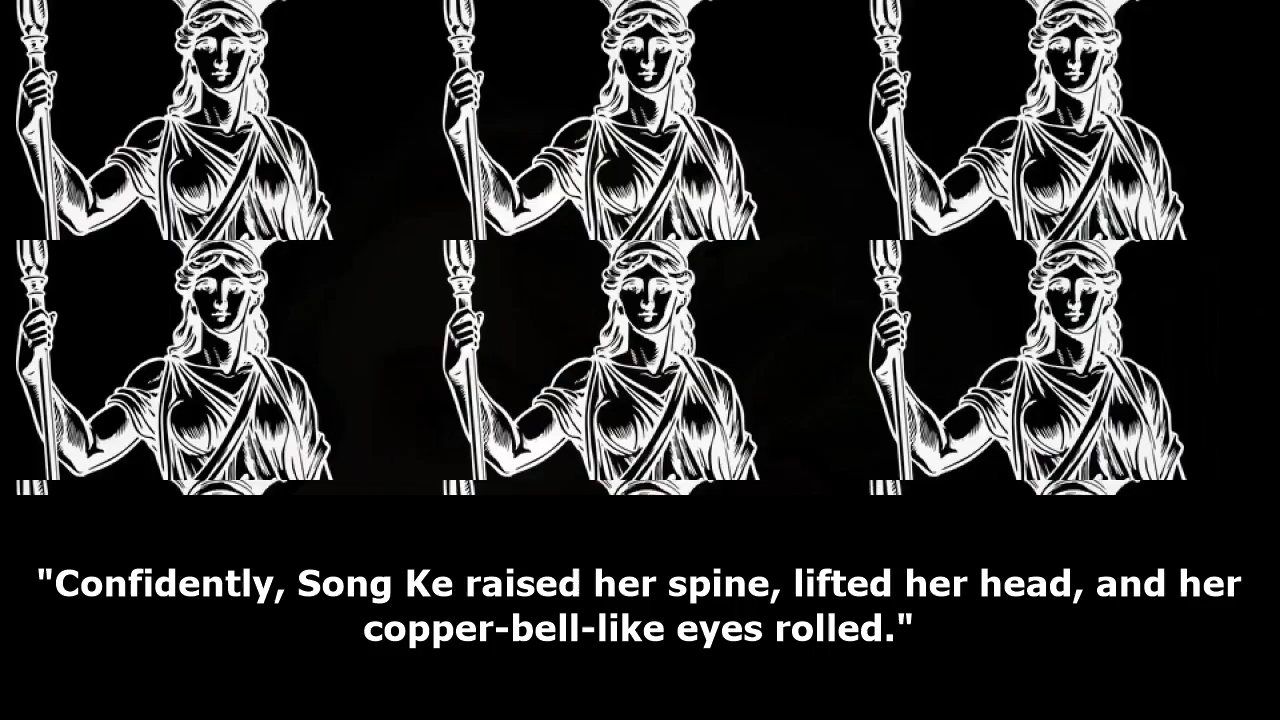 "Confidently, Song Ke raised her spine, lifted her head, and her
copper-bell-like eyes rolled."